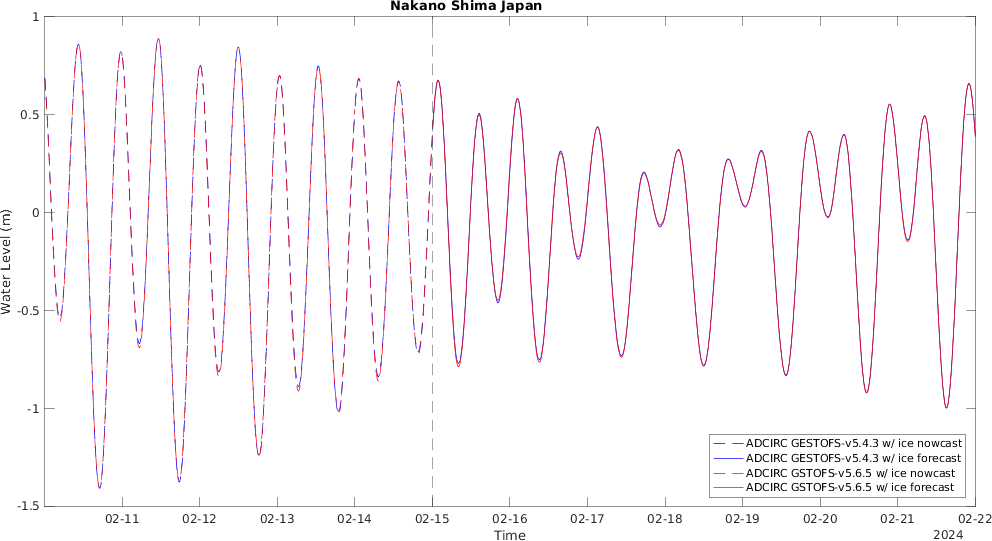 Nakano Shima Japan
1
0.5
0
-0.5
-1
-1.5
Water Level (m)
ADCIRC GESTOFS-v5.4.3 w/ ice nowcast
ADCIRC GESTOFS-v5.4.3 w/ ice forecast
ADCIRC GSTOFS-v5.6.5 w/ ice nowcast
ADCIRC GSTOFS-v5.6.5 w/ ice forecast
02-11 02-12 02-13 02-14 02-15 02-16 02-17 02-18 02-19 02-20 02-21 02-22
Time
2024